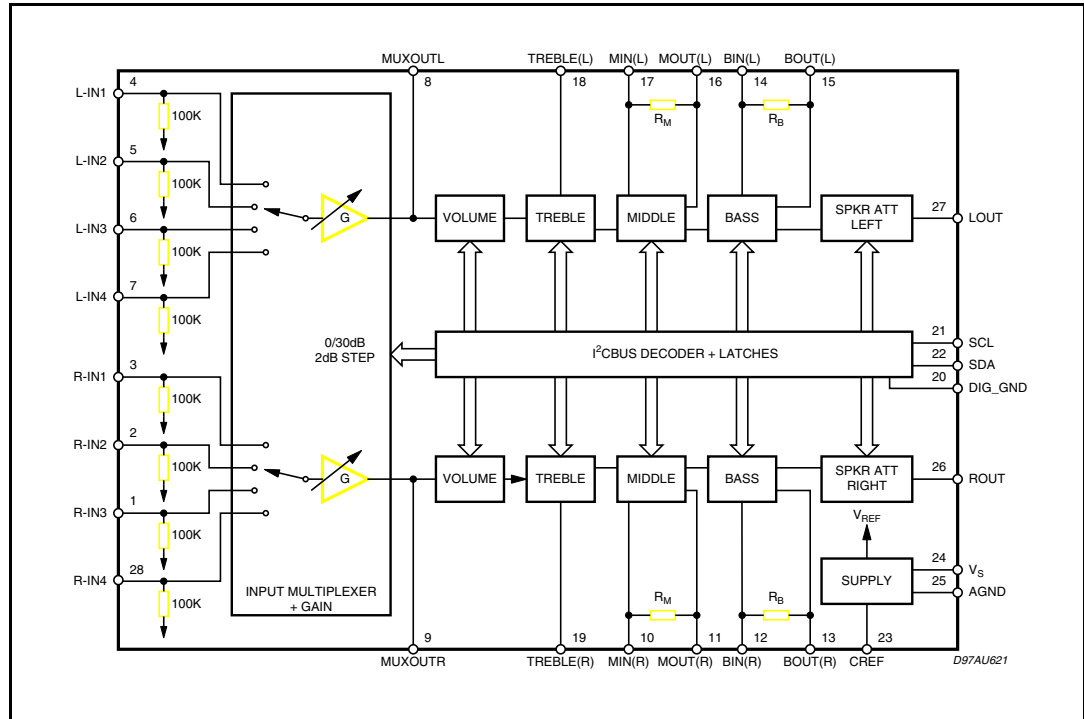 MUXOUTL TREBLE(L) MIN(L) MOUT(L) BIN(L) BOUT(L)
4 8 18 17 16 14 15
L-IN1
100K
RM RB
5
L-IN2
100K
6
G VOLUME TREBLE MIDDLE BASS SPKR ATT LEFT 27 LOUT
L-IN3
100K
7
L-IN4
100K
0/30dB
2dB STEP
I2CBUS DECODER + LATCHES
21 SCL
22 SDA
20 DIG_GND
3
R-IN1
100K
2
R-IN2
100K
G VOLUME TREBLE MIDDLE BASS SPKR ATT RIGHT 26 ROUT
1
R-IN3
100K
VREF
28
R-IN4
100K
INPUT MULTIPLEXER
+ GAIN
SUPPLY
24 VS
25 AGND
RM RB
9 19 10 11 12 13 23
MUXOUTR TREBLE(R) MIN(R) MOUT(R) BIN(R) BOUT(R) CREF
D97AU621